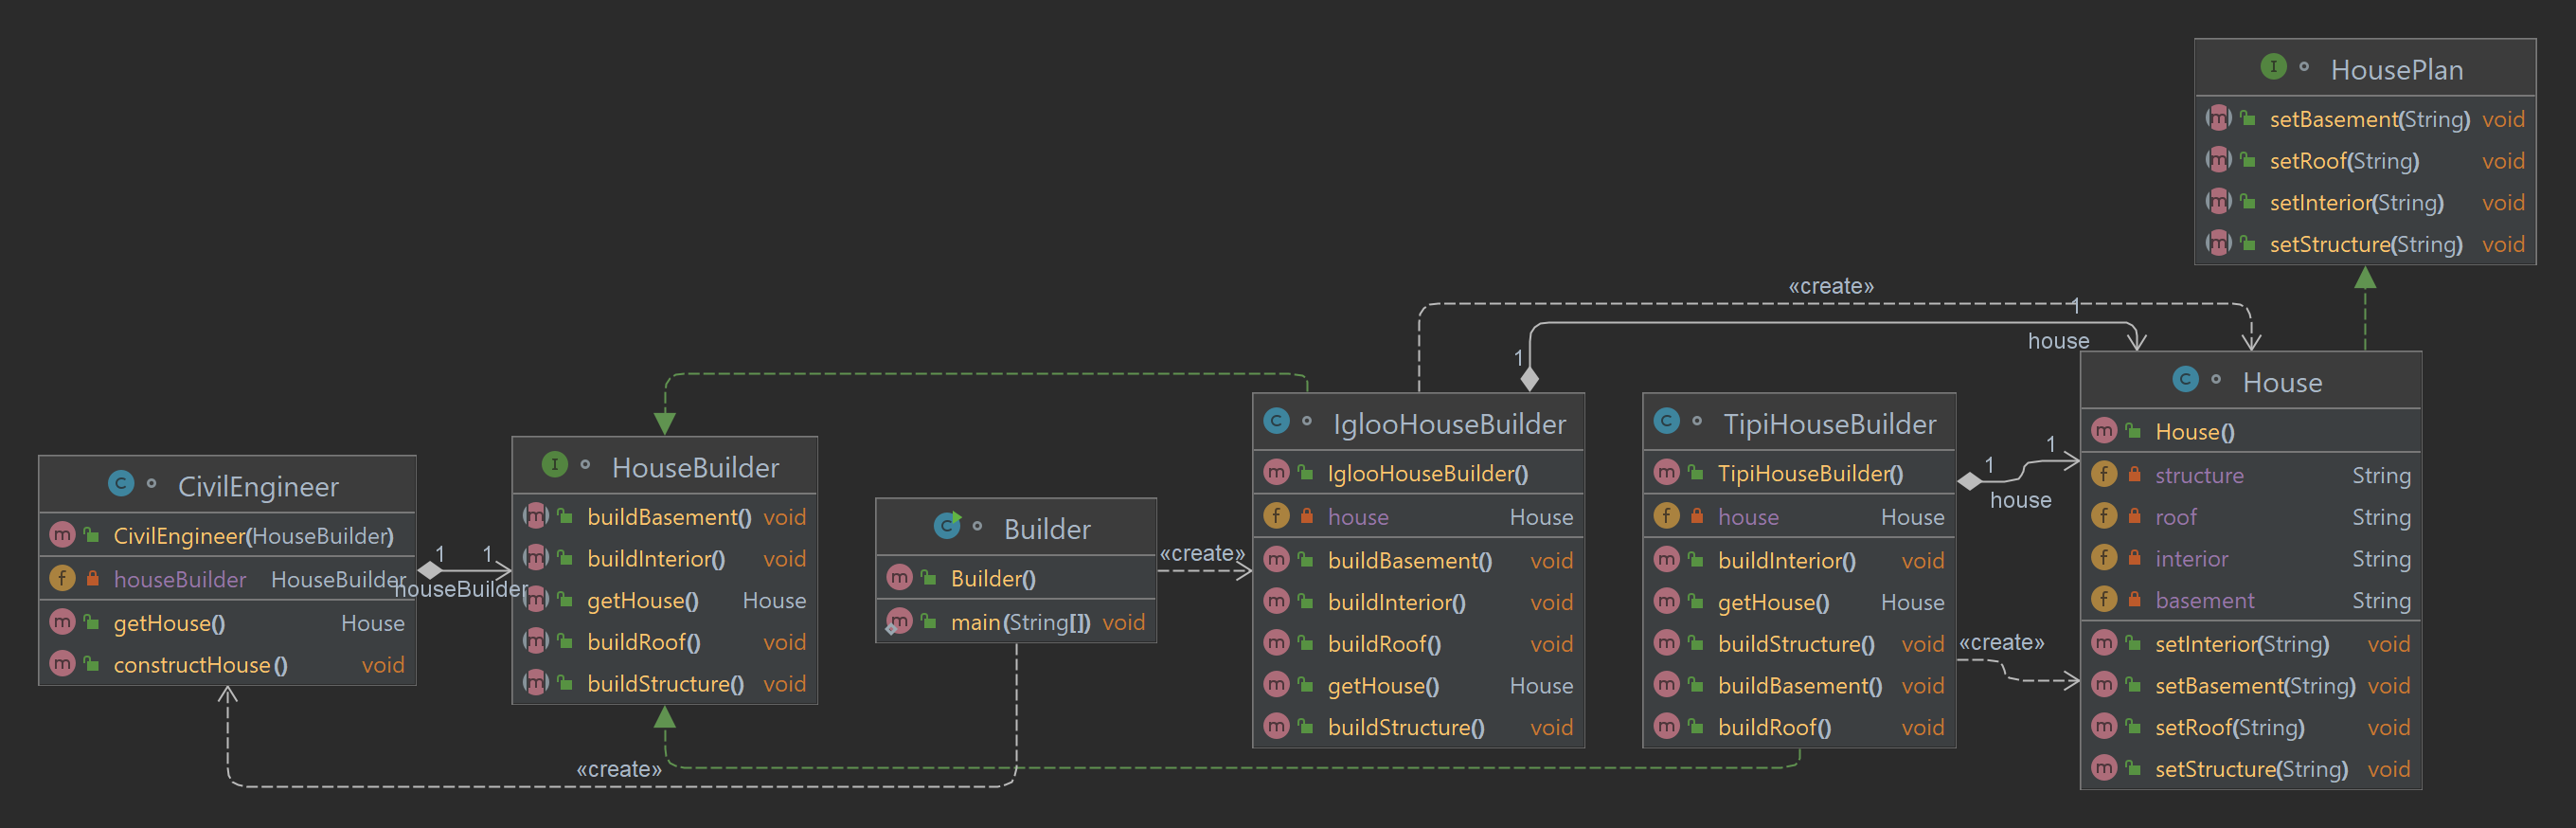 I HousePlan
m setBasement(String) void
m setRoof(String) void
m setInterior(String) void
m setStructure(String) void
«create»
1
house
1
C House
m House()
f structure String
f roof String
f interior String
f basement String
m setInterior(String) void
m setBasement(String) void
m setRoof(String) void
m setStructure(String) void
C IglooHouseBuilder
m IglooHouseBuilder()
f house House
m buildBasement() void
m buildInterior() void
m buildRoof() void
m getHouse() House
m buildStructure() void
C TipiHouseBuilder
m TipiHouseBuilder()
f house House
m buildInterior() void
m getHouse() House
m buildStructure() void
m buildBasement() void
m buildRoof() void
1
1
house
«create»
I HouseBuilder
m buildBasement() void
m buildInterior() void
m getHouse() House
m buildRoof() void
m buildStructure() void
C CivilEngineer
m CivilEngineer(HouseBuilder)
f houseBuilder HouseBuilder
m getHouse() House
m constructHouse() void
1
1
houseBuilder
C Builder
m Builder()
m main(String[]) void
«create»
«create»